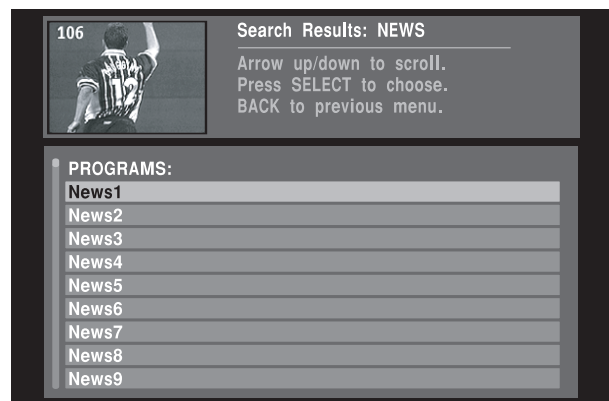 106
Search Results: NEWS
Arrow up/down to scroll.
Press SELECT to choose.
BACK to previous menu.
12
PROGRAMS:
News1
News2
News3
News4
News5
News6
News7
News8
News9